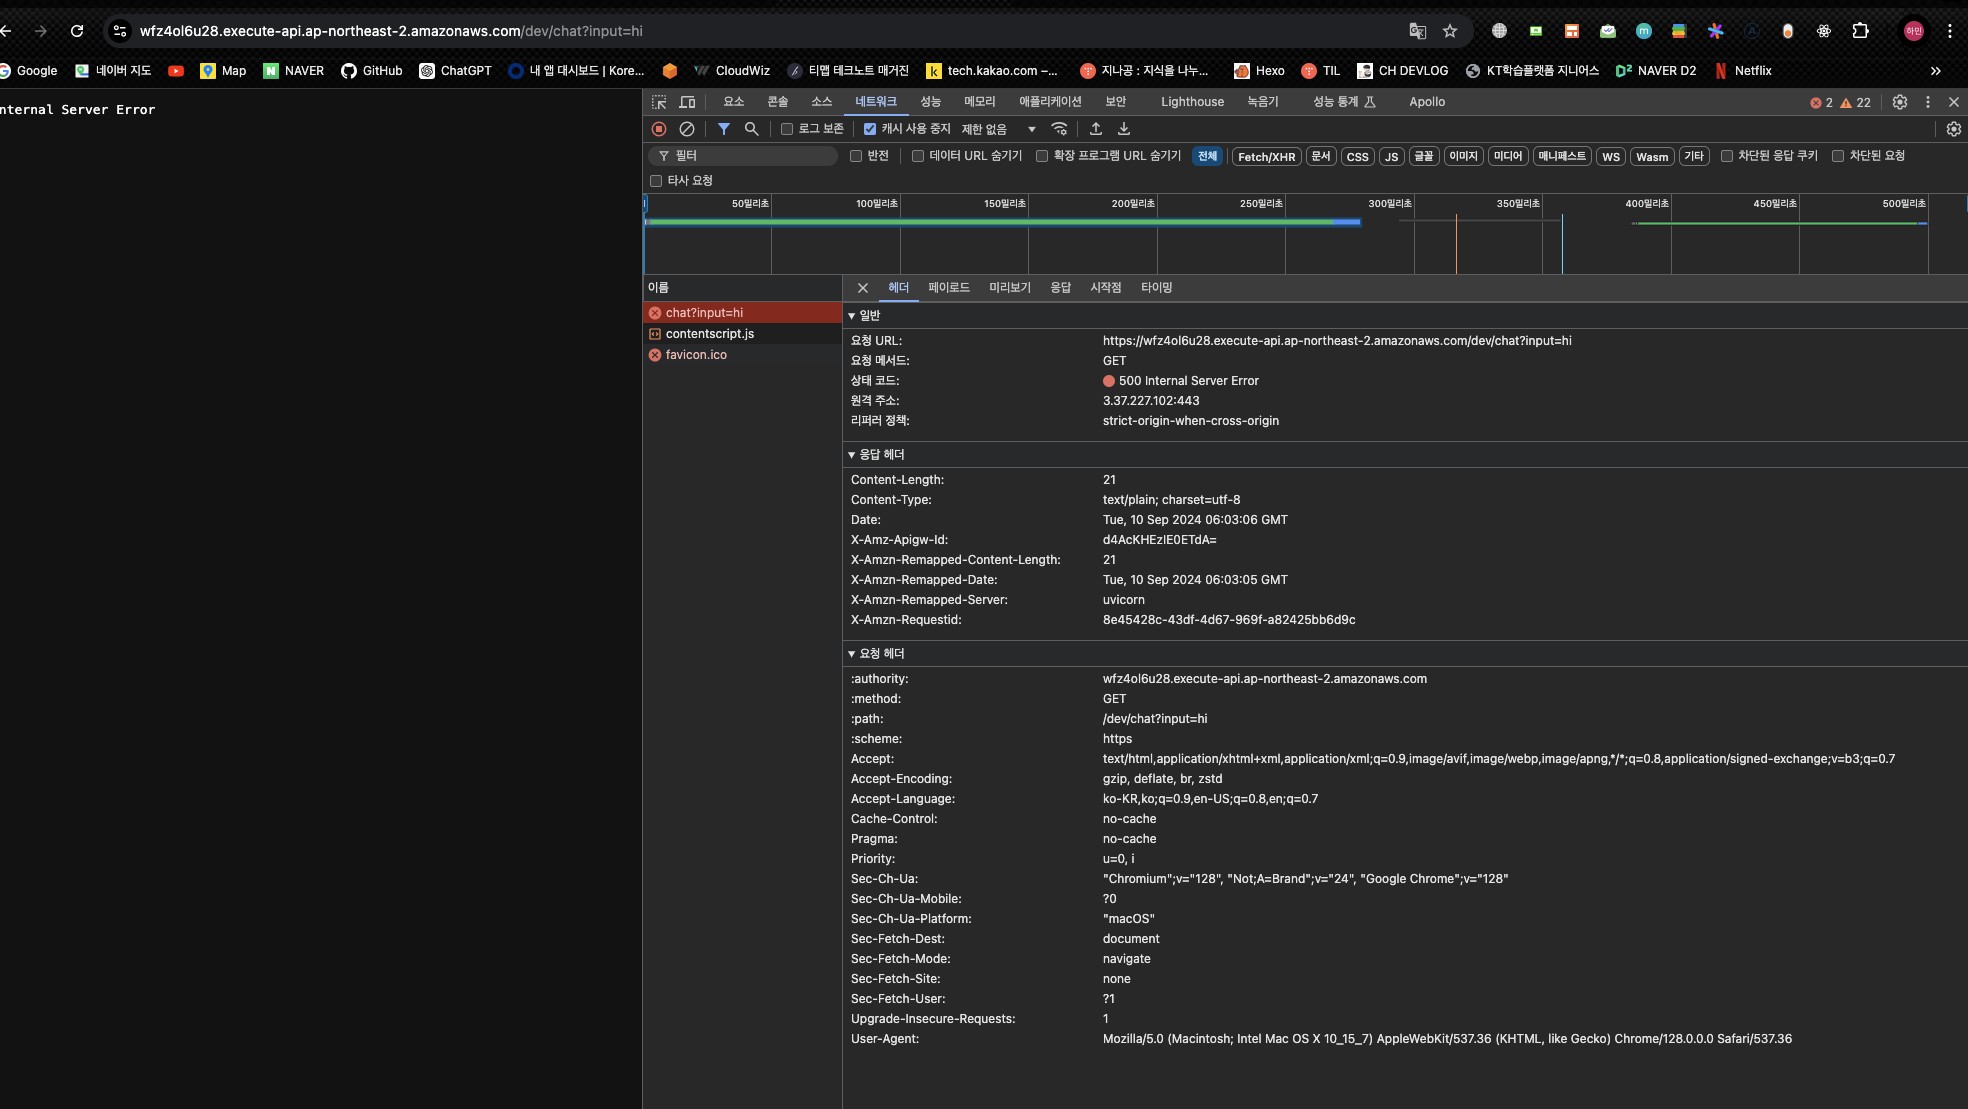 wfz4ol6u28.execute-api.ap-northeast-2.amazonaws.com/dev/chat?input=hi
하민
Google 네이버 지도 Map NAVER GitHub ChatGPT 내 앱 대시보드 | Kore... CloudWiz 티맵 테크노트 매거진 tech.kakao.com –... 지나공 : 지식을 나누... Hexo TIL CH DEVLOG KT학습플랫폼 지니어스 NAVER D2 Netflix »
nternal Server Error
요소 콘솔 소스 네트워크 성능 메모리 애플리케이션 보안 Lighthouse 녹음기 성능 통계 Apollo 2 22
로그 보존 캐시 사용 중지 제한 없음
필터 반전 데이터 URL 숨기기 확장 프로그램 URL 숨기기 전체 Fetch/XHR 문서 CSS JS 글꼴 이미지 미디어 매니페스트 WS Wasm 기타 차단된 응답 쿠키 차단된 요청
타사 요청
50밀리초 100밀리초 150밀리초 200밀리초 250밀리초 300밀리초 350밀리초 400밀리초 450밀리초 500밀리초
이름
chat?input=hi
contentscript.js
favicon.ico
헤더 페이로드 미리보기 응답 시작점 타이밍
일반
요청 URL: https://wfz4ol6u28.execute-api.ap-northeast-2.amazonaws.com/dev/chat?input=hi
요청 메서드: GET
상태 코드: 500 Internal Server Error
원격 주소: 3.37.227.102:443
리퍼러 정책: strict-origin-when-cross-origin
응답 헤더
Content-Length: 21
Content-Type: text/plain; charset=utf-8
Date: Tue, 10 Sep 2024 06:03:06 GMT
X-Amz-Apigw-Id: d4AcKHEzIE0ETdA=
X-Amzn-Remapped-Content-Length: 21
X-Amzn-Remapped-Date: Tue, 10 Sep 2024 06:03:05 GMT
X-Amzn-Remapped-Server: uvicorn
X-Amzn-Requestid: 8e45428c-43df-4d67-969f-a82425bb6d9c
요청 헤더
:authority: wfz4ol6u28.execute-api.ap-northeast-2.amazonaws.com
:method: GET
:path: /dev/chat?input=hi
:scheme: https
Accept: text/html,application/xhtml+xml,application/xml;q=0.9,image/avif,image/webp,image/apng,*/*;q=0.8,application/signed-exchange;v=b3;q=0.7
Accept-Encoding: gzip, deflate, br, zstd
Accept-Language: ko-KR,ko;q=0.9,en-US;q=0.8,en;q=0.7
Cache-Control: no-cache
Pragma: no-cache
Priority: u=0, i
Sec-Ch-Ua: "Chromium";v="128", "Not;A=Brand";v="24", "Google Chrome";v="128"
Sec-Ch-Ua-Mobile: ?0
Sec-Ch-Ua-Platform: "macOS"
Sec-Fetch-Dest: document
Sec-Fetch-Mode: navigate
Sec-Fetch-Site: none
Sec-Fetch-User: ?1
Upgrade-Insecure-Requests: 1
User-Agent: Mozilla/5.0 (Macintosh; Intel Mac OS X 10_15_7) AppleWebKit/537.36 (KHTML, like Gecko) Chrome/128.0.0.0 Safari/537.36